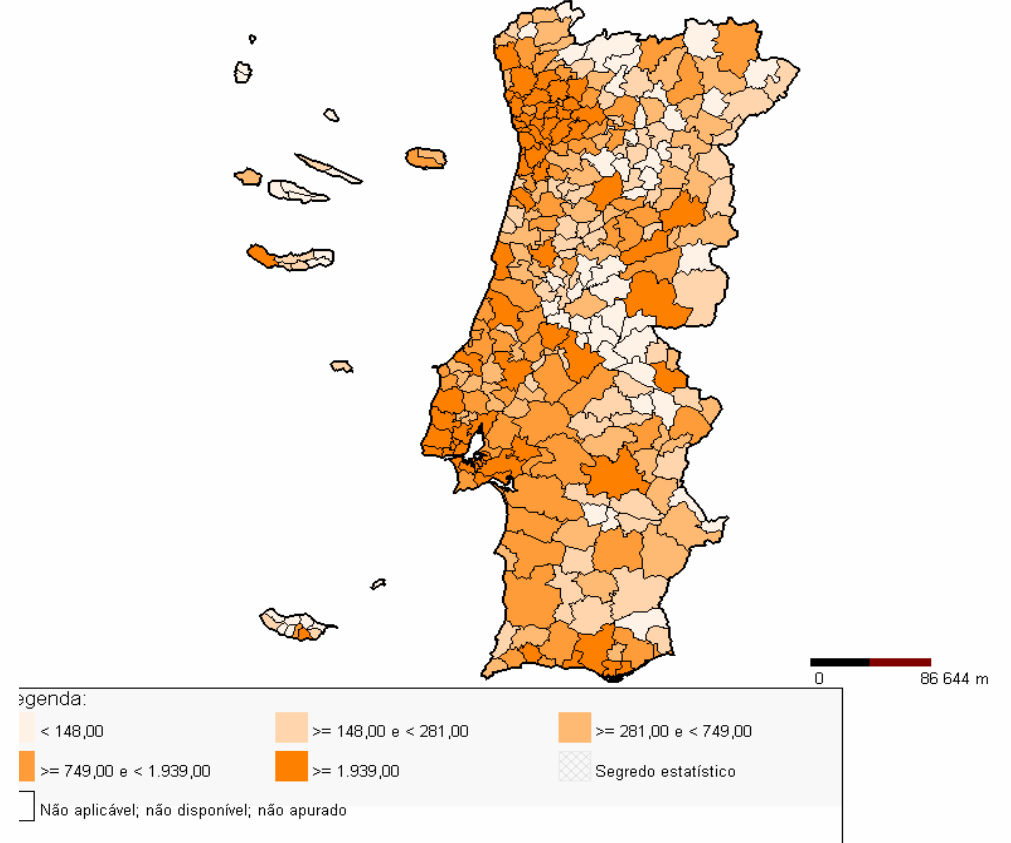 0 86 644 m
egenda:
< 148,00 >= 148,00 e < 281,00 >= 281,00 e < 749,00
>= 749,00 e < 1.939,00 >= 1.939,00 Segredo estatístico
Não aplicável; não disponível; não apurado